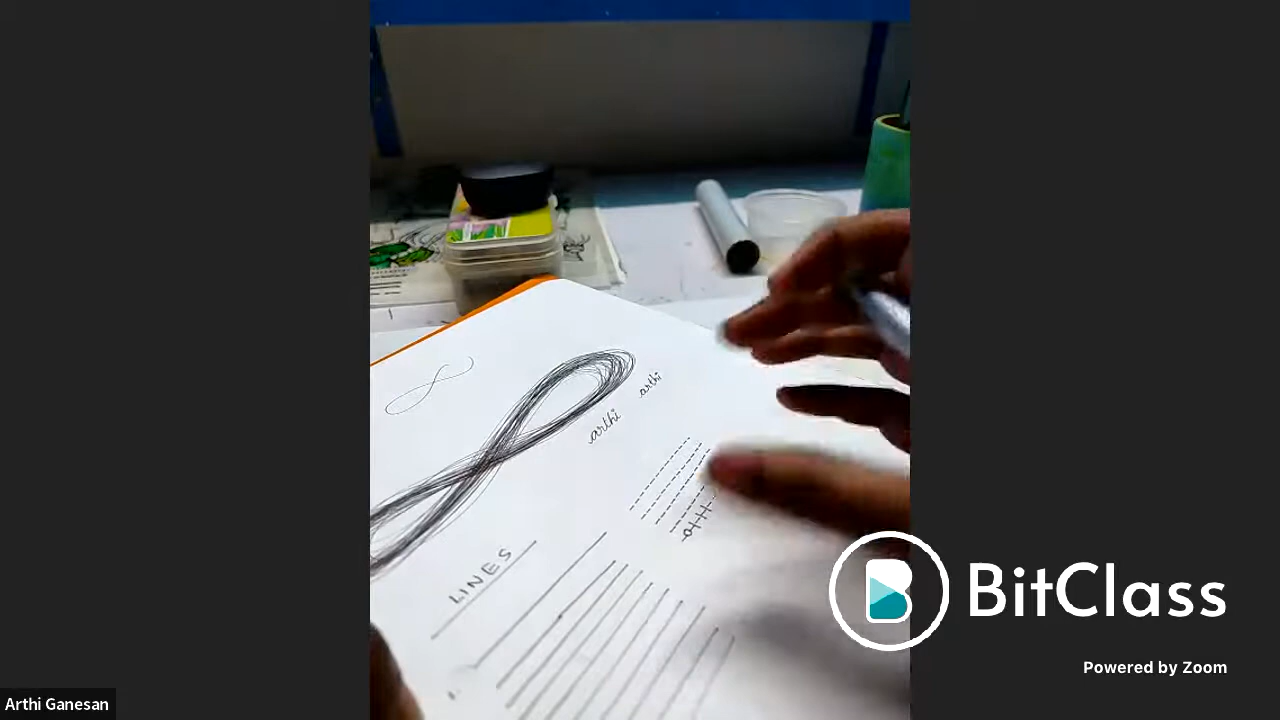 arthi
arthi
LINES
BitClass
Powered by Zoom
Arthi Ganesan